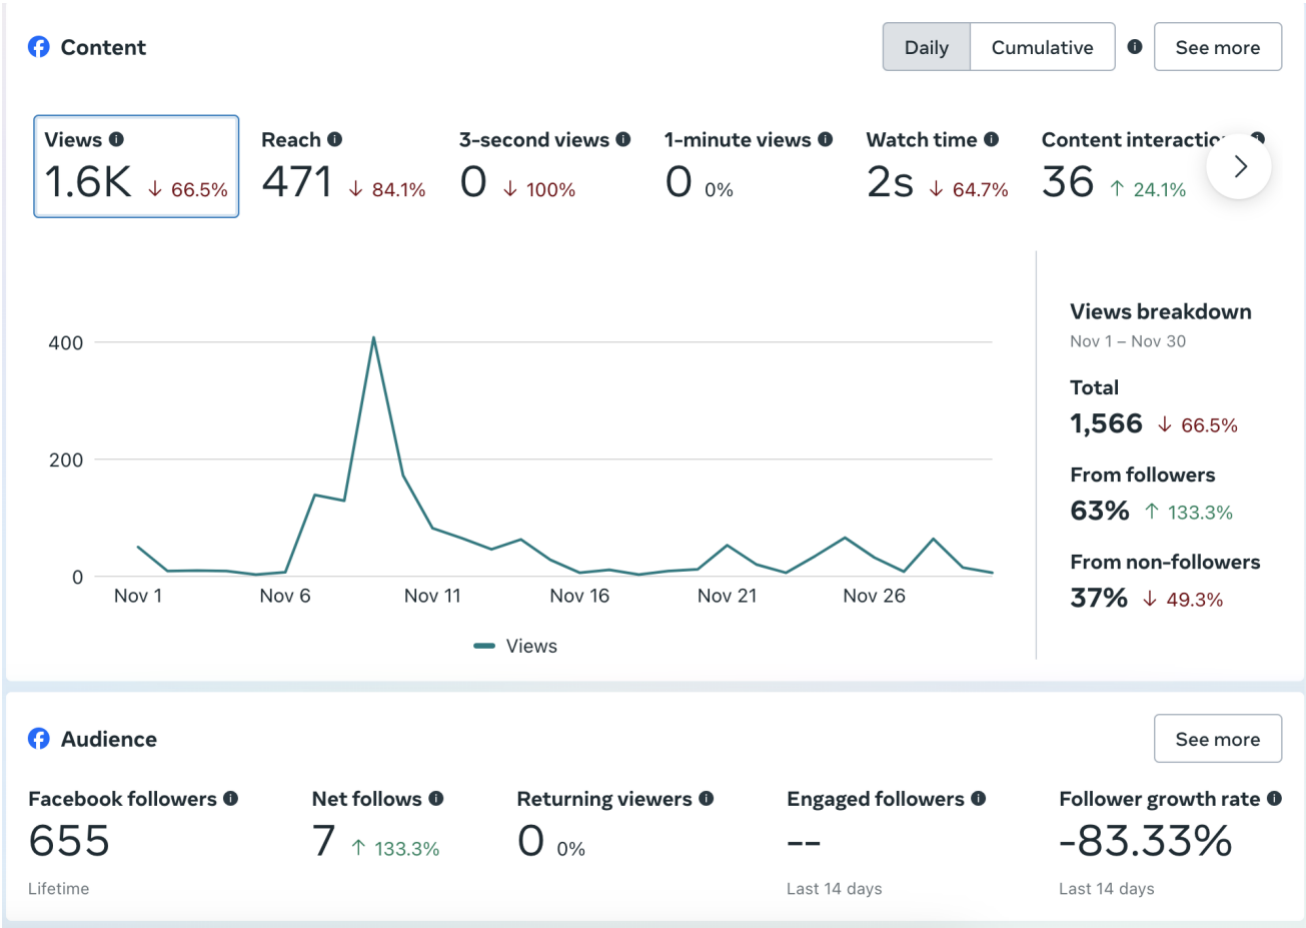 Content
Daily Cumulative See more
Views Reach 3-second views 1-minute views Watch time Content interactio
1.6K ↓ 66.5% 471 ↓ 84.1% 0 ↓ 100% 0 0% 2s ↓ 64.7% 36 ↑ 24.1%
Views breakdown
Nov 1 – Nov 30
Total
1,566 ↓ 66.5%
From followers
63% ↑ 133.3%
From non-followers
37% ↓ 49.3%
400
200
0
Nov 1 Nov 6 Nov 11 Nov 16 Nov 21 Nov 26
Views
Audience
See more
Facebook followers Net follows Returning viewers Engaged followers Follower growth rate
655 7 ↑ 133.3% 0 0% -- -83.33%
Lifetime Last 14 days Last 14 days